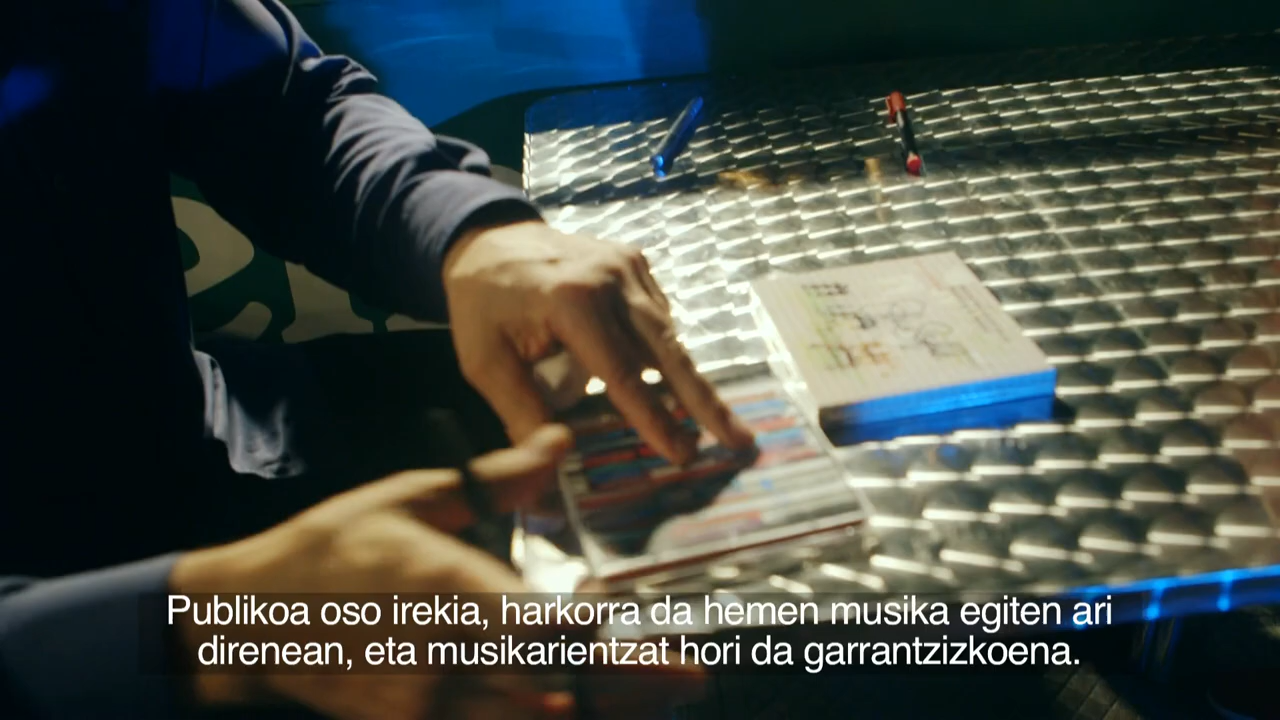 Publikoa oso irekia, harkorra da hemen musika egiten ari
direnean, eta musikarientzat hori da garrantzizkoena.